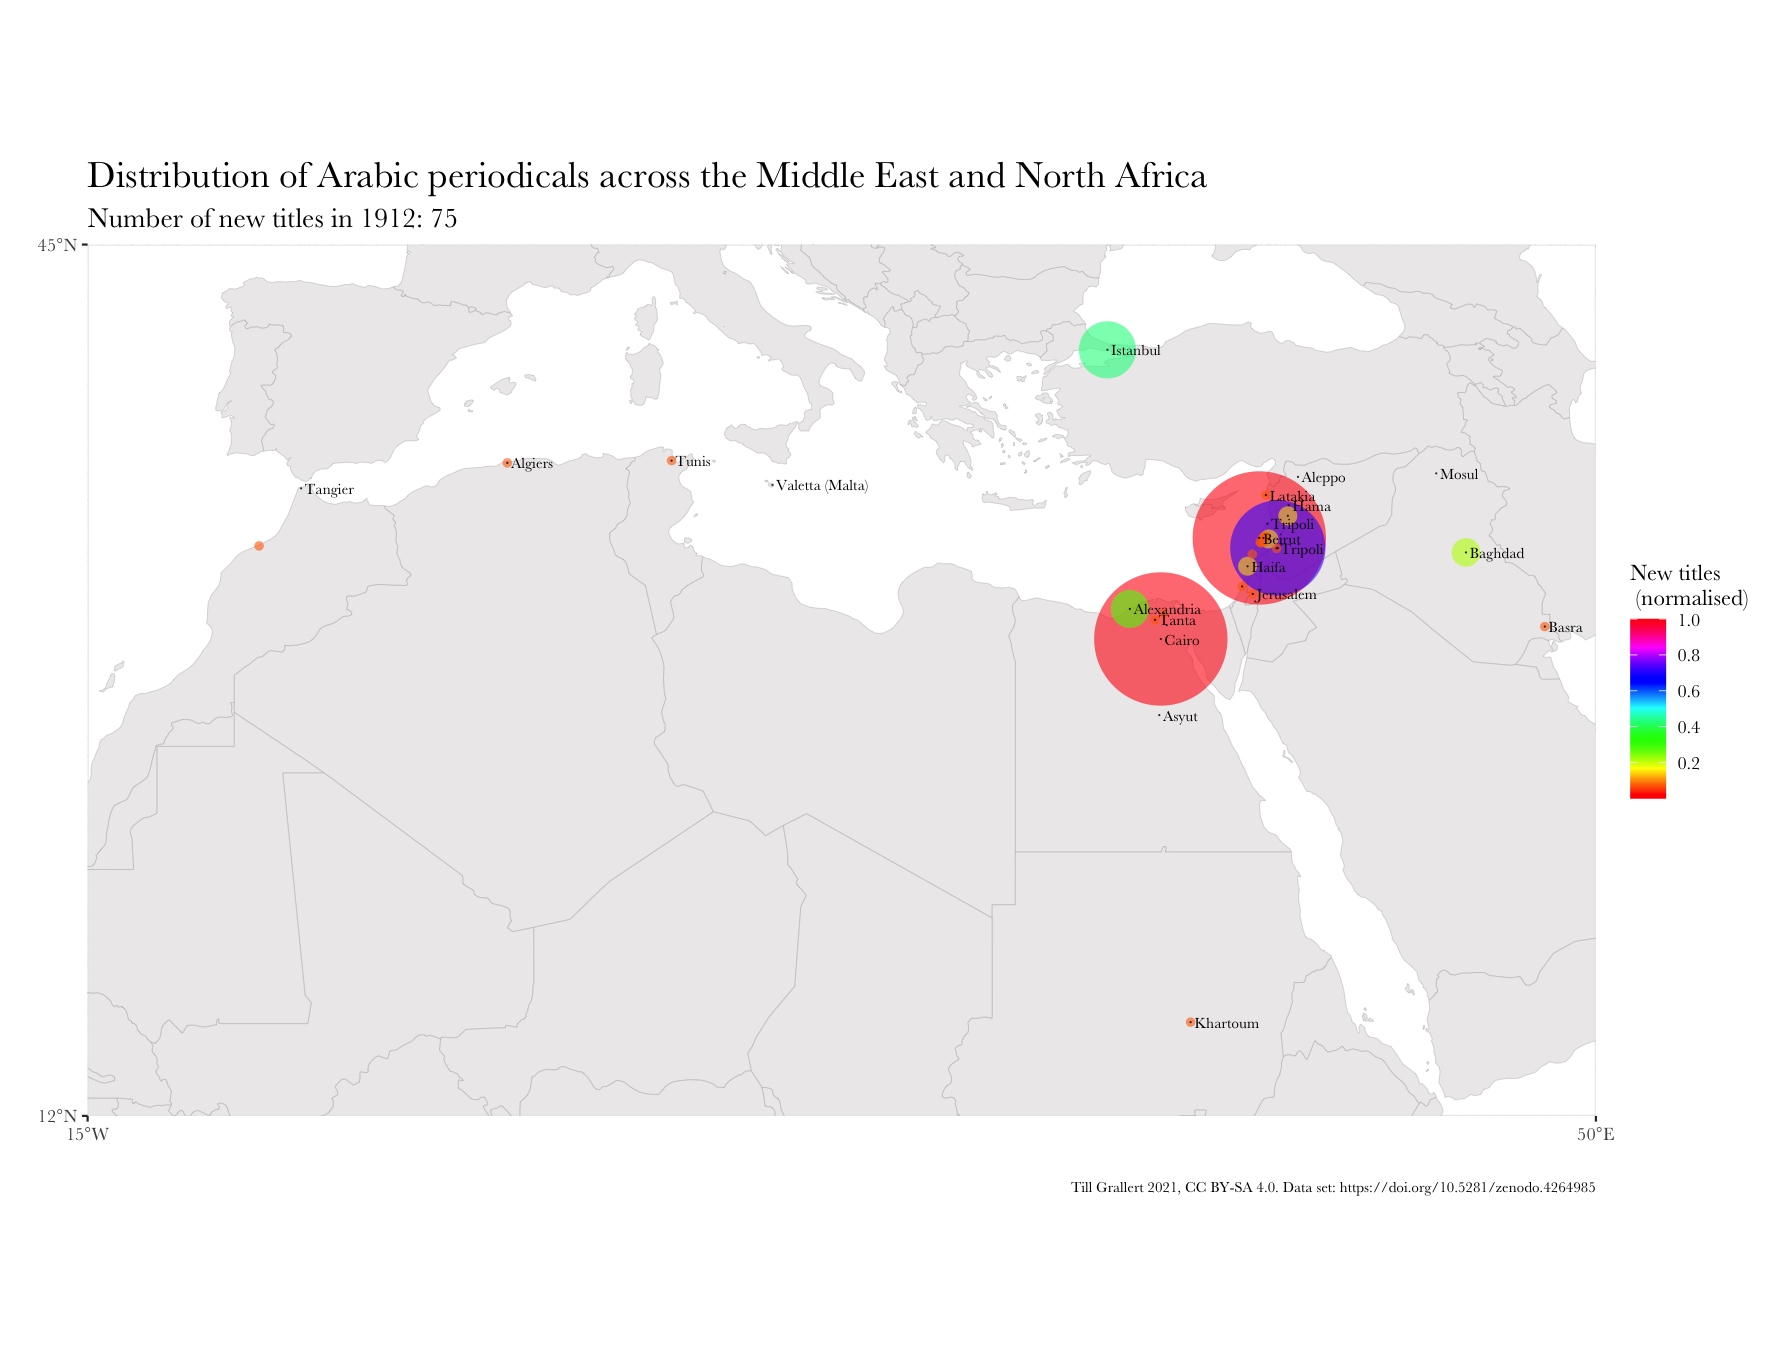 Distribution of Arabic periodicals across the Middle East and North Africa
Number of new titles in 1912: 75
45°N
Istanbul
Algiers
Tunis
Tangier
Valetta (Malta)
Aleppo
Mosul
Latakia
Hama
Tripoli
Beirut
Tripoli
Baghdad
Haifa
Jerusalem
Alexandria
Tanta
Cairo
Basra
Asyut
Khartoum
New titles
(normalised)
1.0
0.8
0.6
0.4
0.2
12°N
15°W
50°E
Till Grallert 2021, CC BY-SA 4.0. Data set: https://doi.org/10.5281/zenodo.4264985